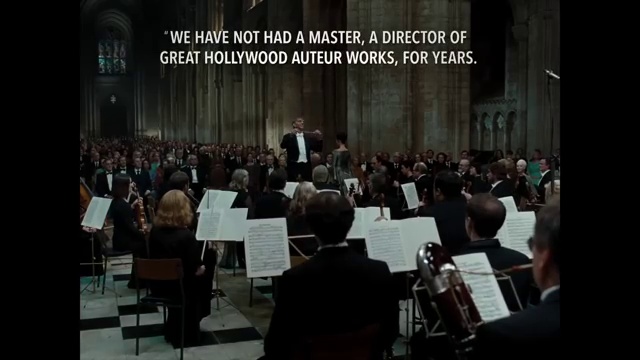 “WE HAVE NOT HAD A MASTER, A DIRECTOR OF
GREAT HOLLYWOOD AUTEUR WORKS, FOR YEARS.